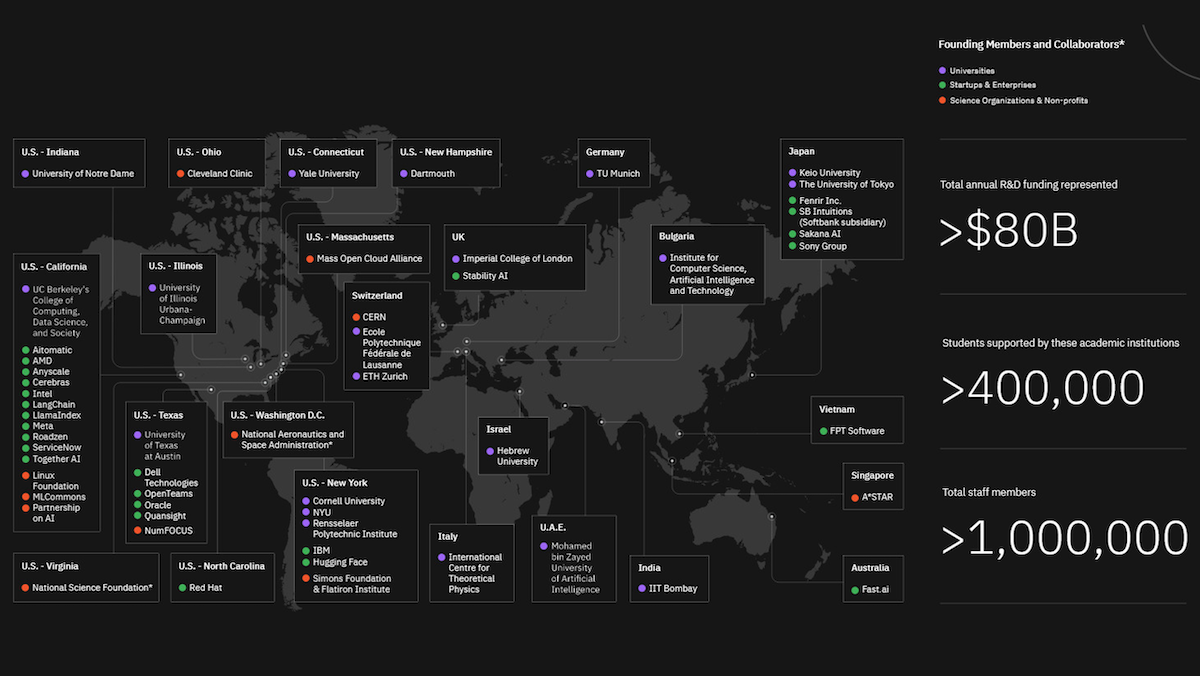 Founding Members and Collaborators*
Universities
Startups & Enterprises
Science Organizations & Non-profits
U.S. - Indiana
University of Notre Dame
U.S. - Ohio
Cleveland Clinic
U.S. - Connecticut
Yale University
U.S. - New Hampshire
Dartmouth
Germany
TU Munich
Japan
Keio University
The University of Tokyo
Fenrir Inc.
SB Intuitions
(Softbank subsidiary)
Sakana AI
Sony Group
U.S. - California
UC Berkeley's
College of
Computing,
Data Science,
and Society
Aitomatic
AMD
Anyscale
Cerebras
Intel
LangChain
LlamaIndex
Meta
Roadzen
ServiceNow
Together AI
Linux
Foundation
MLCommons
Partnership
on AI
U.S. - Illinois
University
of Illinois
Urbana-
Champaign
U.S. - Massachusetts
Mass Open Cloud Alliance
UK
Imperial College of London
Stability AI
Bulgaria
Institute for
Computer Science,
Artificial Intelligence
and Technology
Switzerland
CERN
Ecole
Polytechnique
Fédérale de
Lausanne
ETH Zurich
U.S. - Texas
University
of Texas
at Austin
Dell
Technologies
OpenTeams
Oracle
Quansight
NumFOCUS
U.S. - Washington D.C.
National Aeronautics and
Space Administration*
U.S. - New York
Cornell University
NYU
Rensselaer
Polytechnic Institute
IBM
Hugging Face
Simons Foundation
& Flatiron Institute
Israel
Hebrew
University
Vietnam
FPT Software
Singapore
A*STAR
U.S. - Virginia
National Science Foundation*
U.S. - North Carolina
Red Hat
Italy
International
Centre for
Theoretical
Physics
U.A.E.
Mohamed
bin Zayed
University
of Artificial
Intelligence
India
IIT Bombay
Australia
Fast.ai
Total annual R&D funding represented
>$80B
Students supported by these academic institutions
>400,000
Total staff members
>1,000,000